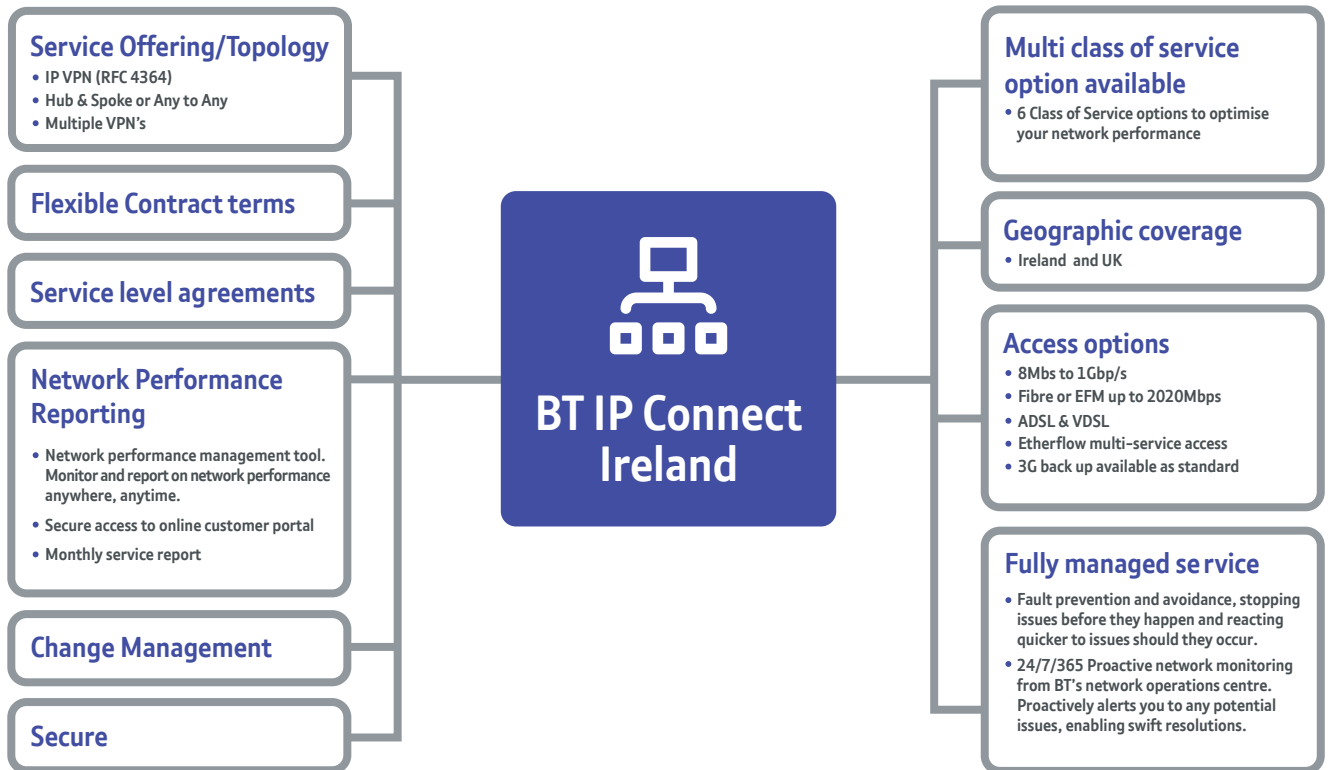 Service Offering/Topology
• IP VPN (RFC 4364)
• Hub & Spoke or Any to Any
• Multiple VPN's
Flexible Contract terms
Service level agreements
Network Performance
Reporting
• Network performance management tool.
Monitor and report on network performance
anywhere, anytime.
• Secure access to online customer portal
• Monthly service report
Change Management
Secure
BT IP Connect
Ireland
Multi class of service
option available
• 6 Class of Service options to optimise
your network performance
Geographic coverage
• Ireland and UK
Access options
• 8Mbs to 1Gbp/s
• Fibre or EFM up to 2020Mbps
• ADSL & VDSL
• Etherflow multi-service access
• 3G back up available as standard
Fully managed service
• Fault prevention and avoidance, stopping
issues before they happen and reacting
quicker to issues should they occur.
• 24/7/365 Proactive network monitoring
from BT's network operations centre.
Proactively alerts you to any potential
issues, enabling swift resolutions.